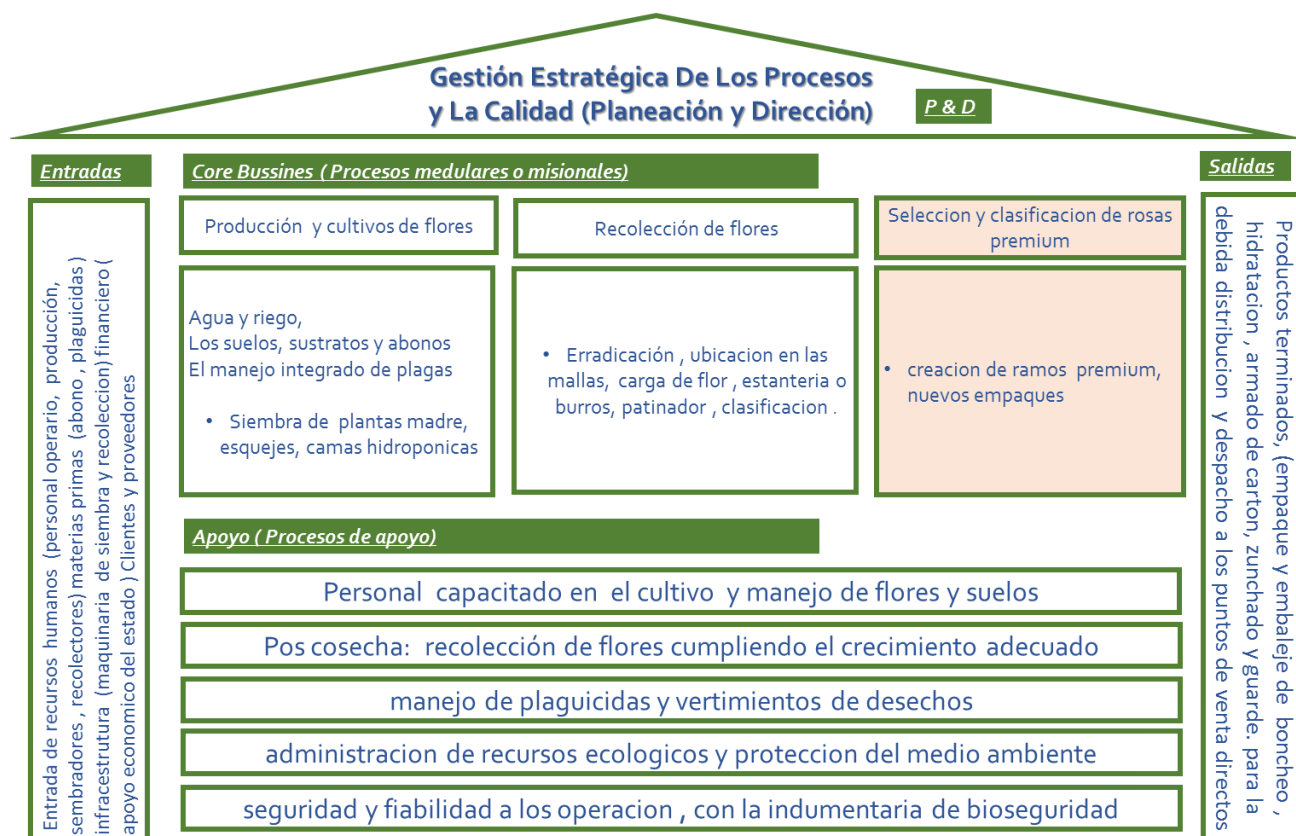 Gestión Estratégica De Los Procesos
y La Calidad (Planeación y Dirección)
P & D
Entradas
Entrada de recursos humanos (personal operario, producción,
sembradores , recolectores) materias primas (abono , plaguicidas )
infracestrutura (maquinaria de siembra y recoleccion) financiero (
apoyo economico del estado ) Clientes y proveedores
Core Bussines ( Procesos medulares o misionales)
Producción y cultivos de flores
Agua y riego,
Los suelos, sustratos y abonos
El manejo integrado de plagas
• Siembra de plantas madre,
esquejes, camas hidroponicas
Recolección de flores
• Erradicación , ubicacion en las
mallas, carga de flor , estanteria o
burros, patinador , clasificacion .
Seleccion y clasificacion de rosas
premium
• creacion de ramos premium,
nuevos empaques
Apoyo ( Procesos de apoyo)
Personal capacitado en el cultivo y manejo de flores y suelos
Pos cosecha: recolección de flores cumpliendo el crecimiento adecuado
manejo de plaguicidas y vertimientos de desechos
administracion de recursos ecologicos y proteccion del medio ambiente
seguridad y fiabilidad a los operacion , con la indumentaria de bioseguridad
Salidas
Productos terminados, (empaque y embaleje de boncheo ,
hidratacion , armado de carton, zunchado y guarde. para la
debida distribucion y despacho a los puntos de venta directos